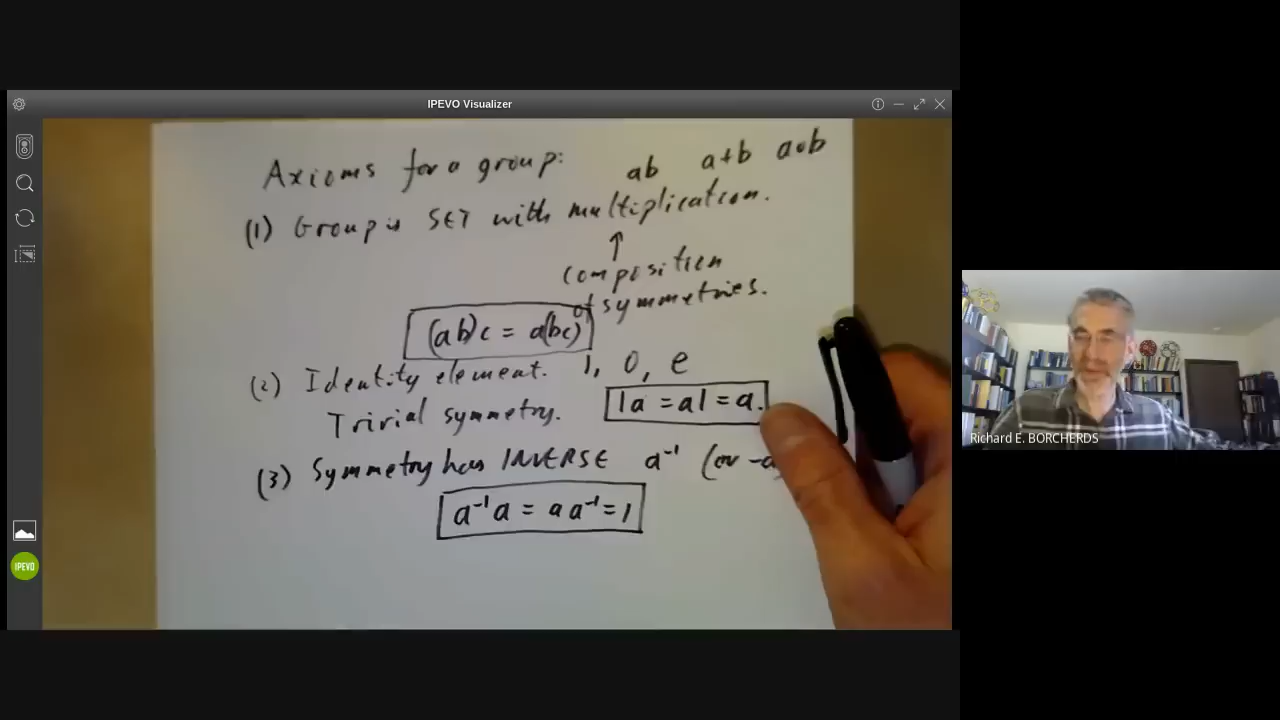 IPEVO Visualizer
Axioms for a group:
ab a+b a∘b
(1) Group is SET with multiplication.
↑
composition
of symmetries.
(ab)c = a(bc)
(2) Identity element. 1, 0, e
Trivial symmetry.
1a = a1 = a.
(3) Symmetry has INVERSE a⁻¹ (or -a
a⁻¹a = aa⁻¹ = 1
IPEVO
Richard E. BORCHERDS